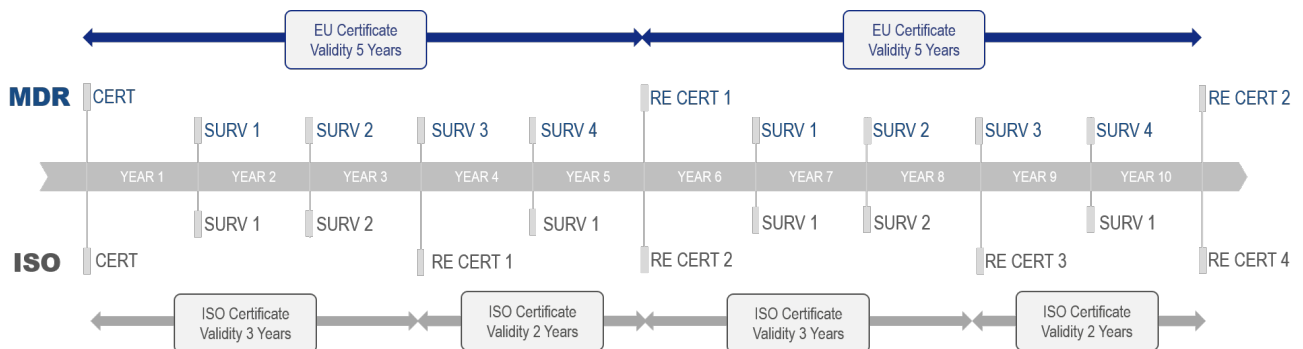 EU Certificate
Validity 5 Years
EU Certificate
Validity 5 Years
MDR CERT RE CERT 1 RE CERT 2
SURV 1 SURV 2 SURV 3 SURV 4 SURV 1 SURV 2 SURV 3 SURV 4
YEAR 1 YEAR 2 YEAR 3 YEAR 4 YEAR 5 YEAR 6 YEAR 7 YEAR 8 YEAR 9 YEAR 10
SURV 1 SURV 2 SURV 1 SURV 1 SURV 2 SURV 1
ISO CERT RE CERT 1 RE CERT 2 RE CERT 3 RE CERT 4
ISO Certificate
Validity 3 Years
ISO Certificate
Validity 2 Years
ISO Certificate
Validity 3 Years
ISO Certificate
Validity 2 Years